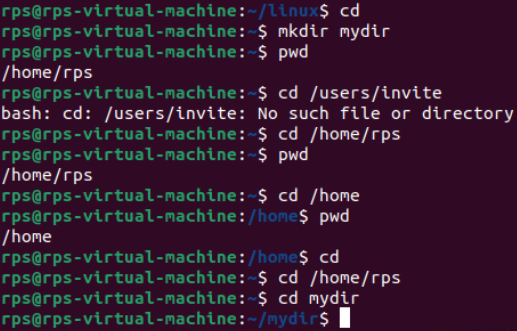 rps@rps-virtual-machine:~/linux$ cd
rps@rps-virtual-machine:~$ mkdir mydir
rps@rps-virtual-machine:~$ pwd
/home/rps
rps@rps-virtual-machine:~$ cd /users/invite
bash: cd: /users/invite: No such file or directory
rps@rps-virtual-machine:~$ cd /home/rps
rps@rps-virtual-machine:~$ pwd
/home/rps
rps@rps-virtual-machine:~$ cd /home
rps@rps-virtual-machine:/home$ pwd
/home
rps@rps-virtual-machine:/home$ cd
rps@rps-virtual-machine:~$ cd /home/rps
rps@rps-virtual-machine:~$ cd mydir
rps@rps-virtual-machine:~/mydir$